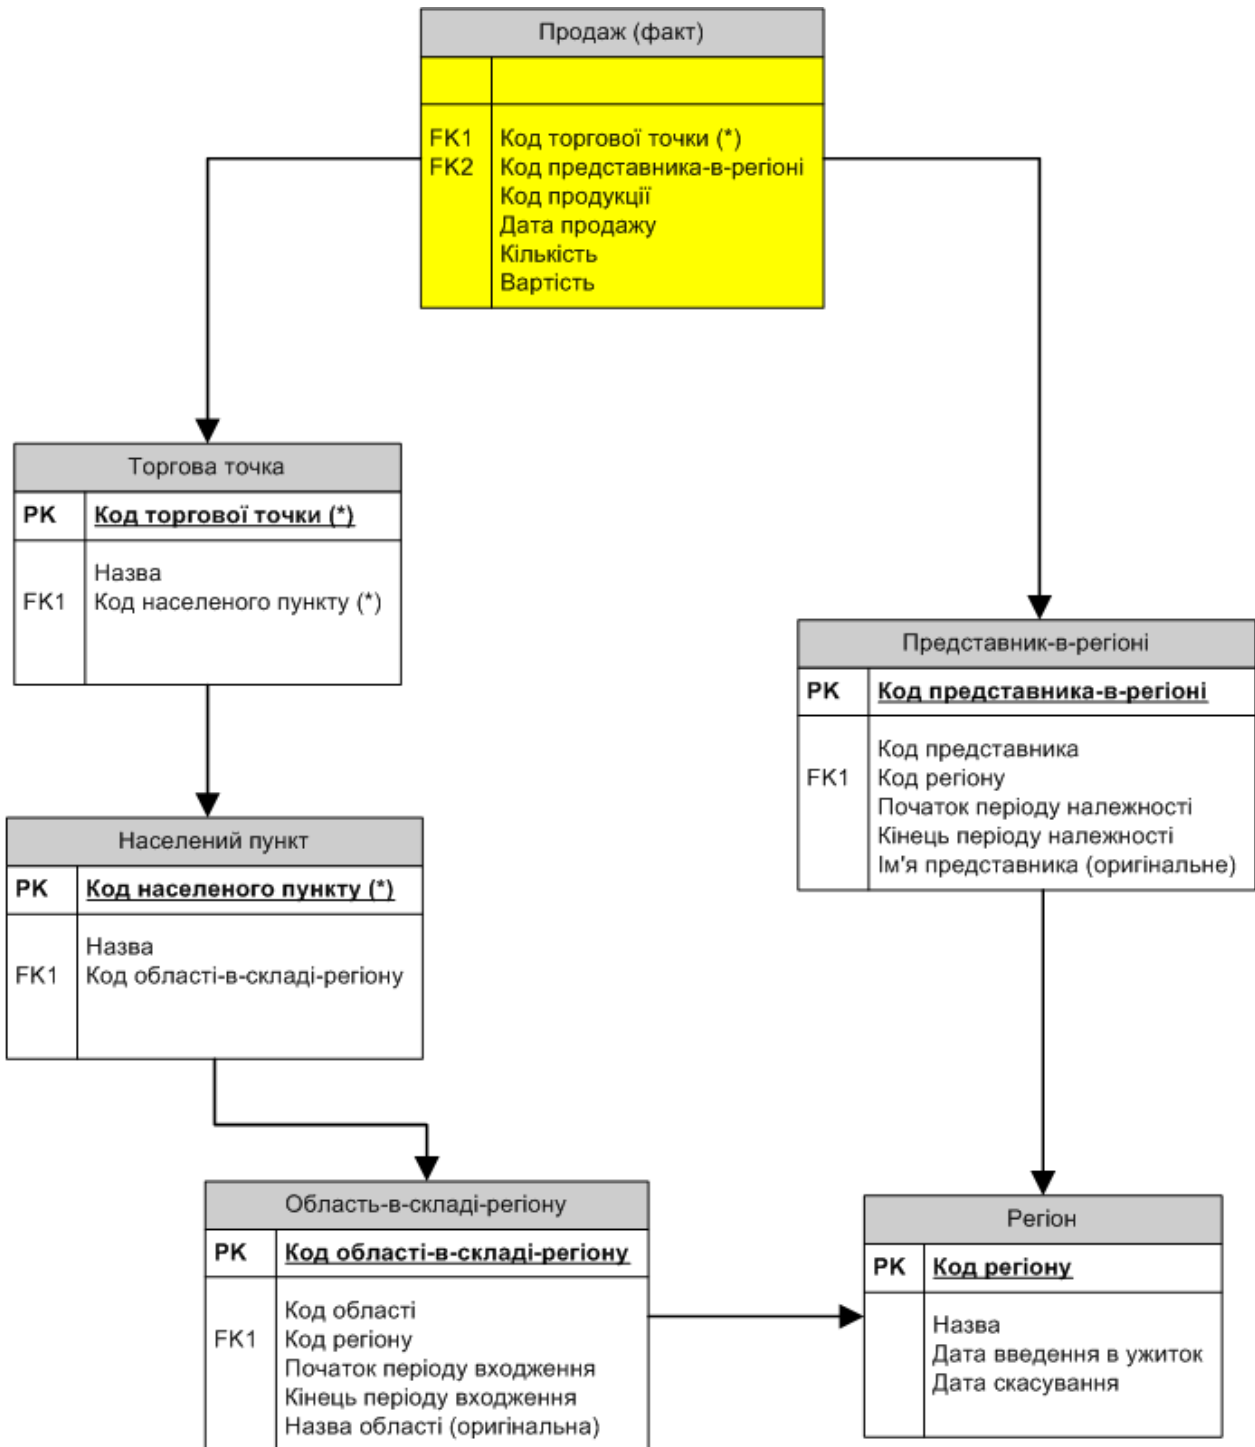 Продаж (факт)
FK1 Код торгової точки (*)
FK2 Код представника-в-регіоні
Код продукції
Дата продажу
Кількість
Вартість
Торгова точка
PK Код торгової точки (*)
Назва
FK1 Код населеного пункту (*)
Представник-в-регіоні
PK Код представника-в-регіоні
Код представника
FK1 Код регіону
Початок періоду належності
Кінець періоду належності
Ім'я представника (оригінальне)
Населений пункт
PK Код населеного пункту (*)
Назва
FK1 Код області-в-складі-регіону
Область-в-складі-регіону
PK Код області-в-складі-регіону
Код області
FK1 Код регіону
Початок періоду входження
Кінець періоду входження
Назва області (оригінальна)
Регіон
PK Код регіону
Назва
Дата введення в ужиток
Дата скасування